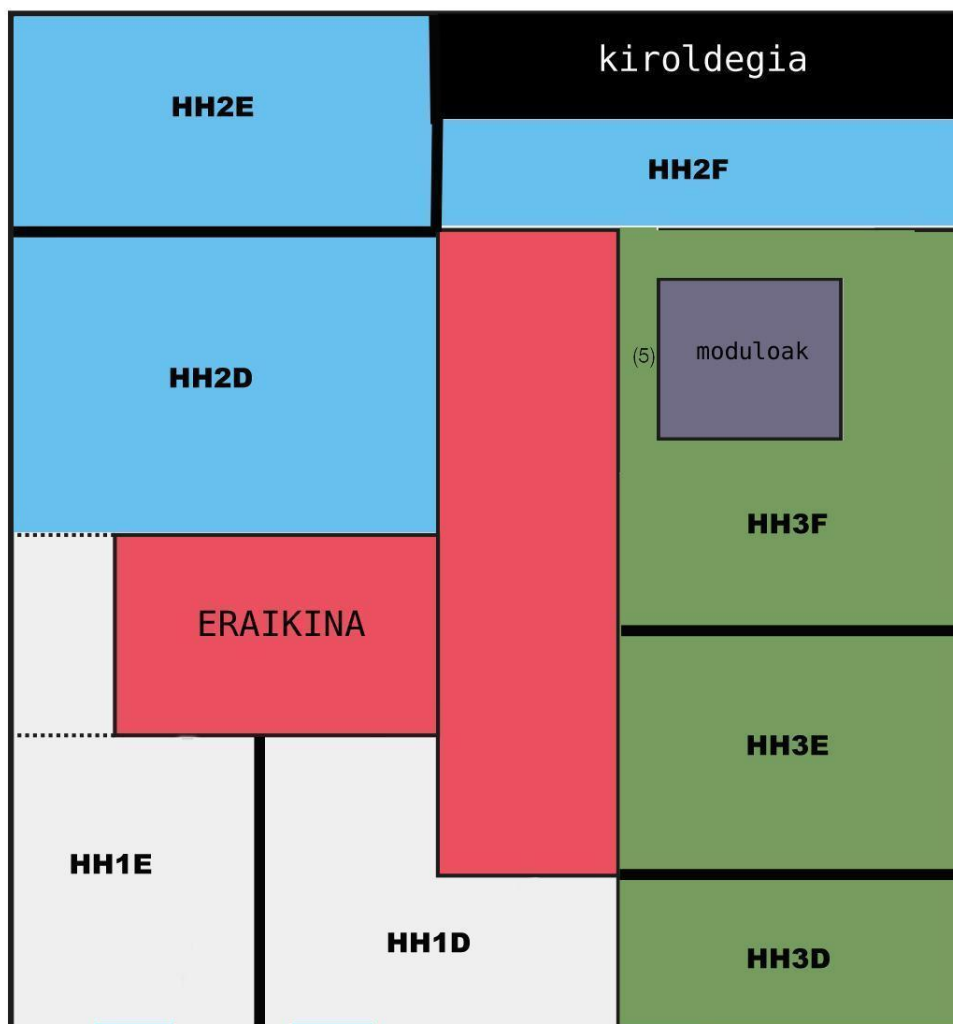 kiroldegia
HH2E
HH2F
HH2D
(5)
moduloak
HH3F
ERAIKINA
HH3E
HH1E
HH1D
HH3D